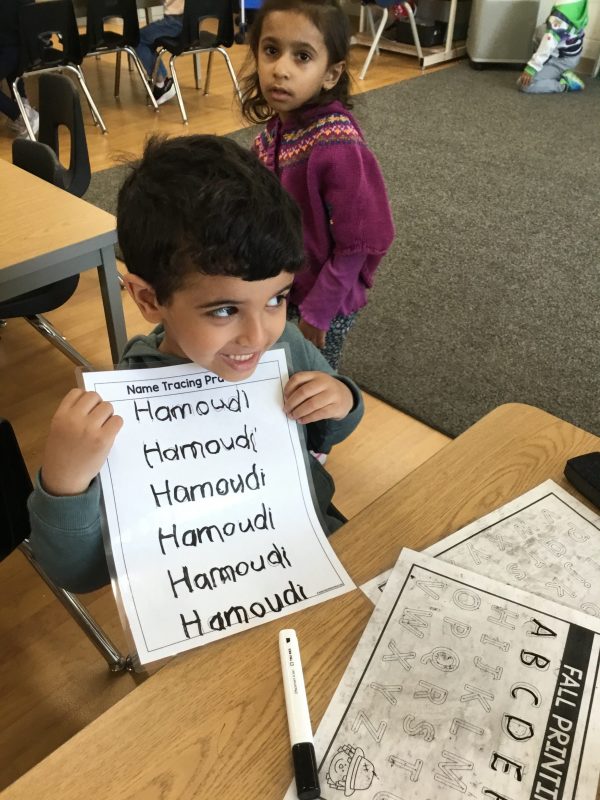 Name Tracing Pra
Hamoudi
Hamoudi
Hamoudi
Hamoudi
Hamoudi
Hamoudi
FALL PRINTI
A B C D E
H I J K L M
O P Q R S T
V W X Y Z